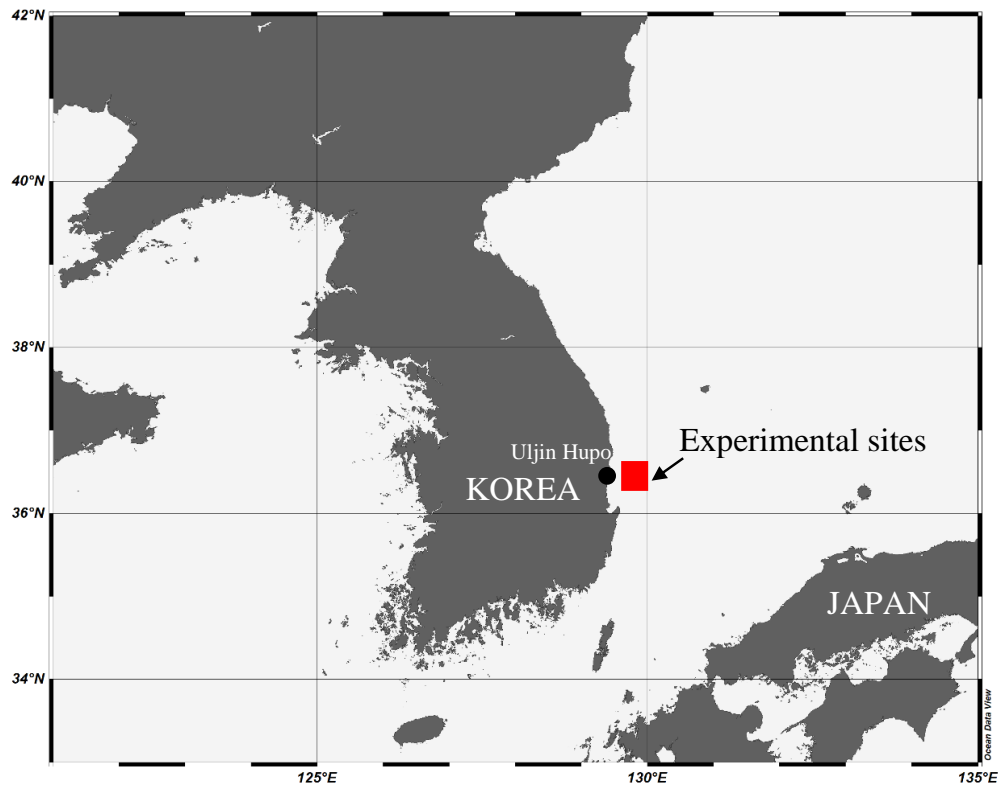 42°N
40°N
38°N
Experimental sites
Uljin Hupo
KOREA
36°N
JAPAN
34°N
Ocean Data View
125°E
130°E
135°E